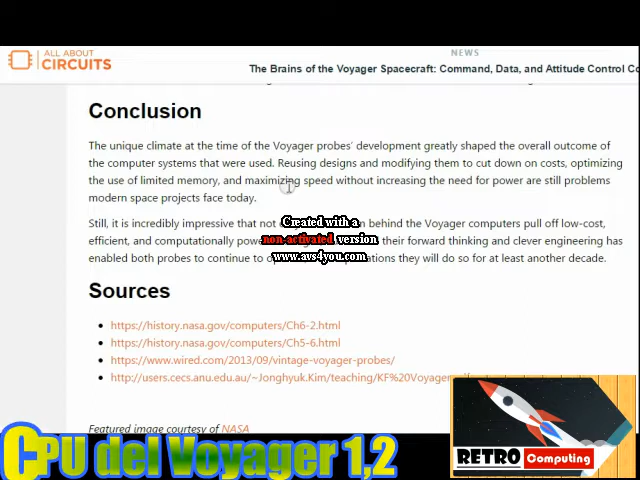 ALL ABOUT
CIRCUITS
NEWS
The Brains of the Voyager Spacecraft: Command, Data, and Attitude Control Co
Conclusion
The unique climate at the time of the Voyager probes' development greatly shaped the overall outcome of
the computer systems that were used. Reusing designs and modifying them to cut down on costs, optimizing
the use of limited memory, and maximizing speed without increasing the need for power are still problems
modern space projects face today.
Still, it is incredibly impressive that not behind the Voyager computers pull off low-cost,
efficient, and computationally their forward thinking and clever engineering has
enabled both probes to continue to they will do so for at least another decade.
Created with a
non-activated version
www.avs4you.com
Sources
https://history.nasa.gov/computers/Ch6-2.html
https://history.nasa.gov/computers/Ch5-6.html
https://www.wired.com/2013/09/vintage-voyager-probes/
http://users.cecs.anu.edu.au/~Jonghyuk.Kim/teaching/KF%20Voyager
Featured image courtesy of NASA
CPU del Voyager 1,2
RETRO Computing